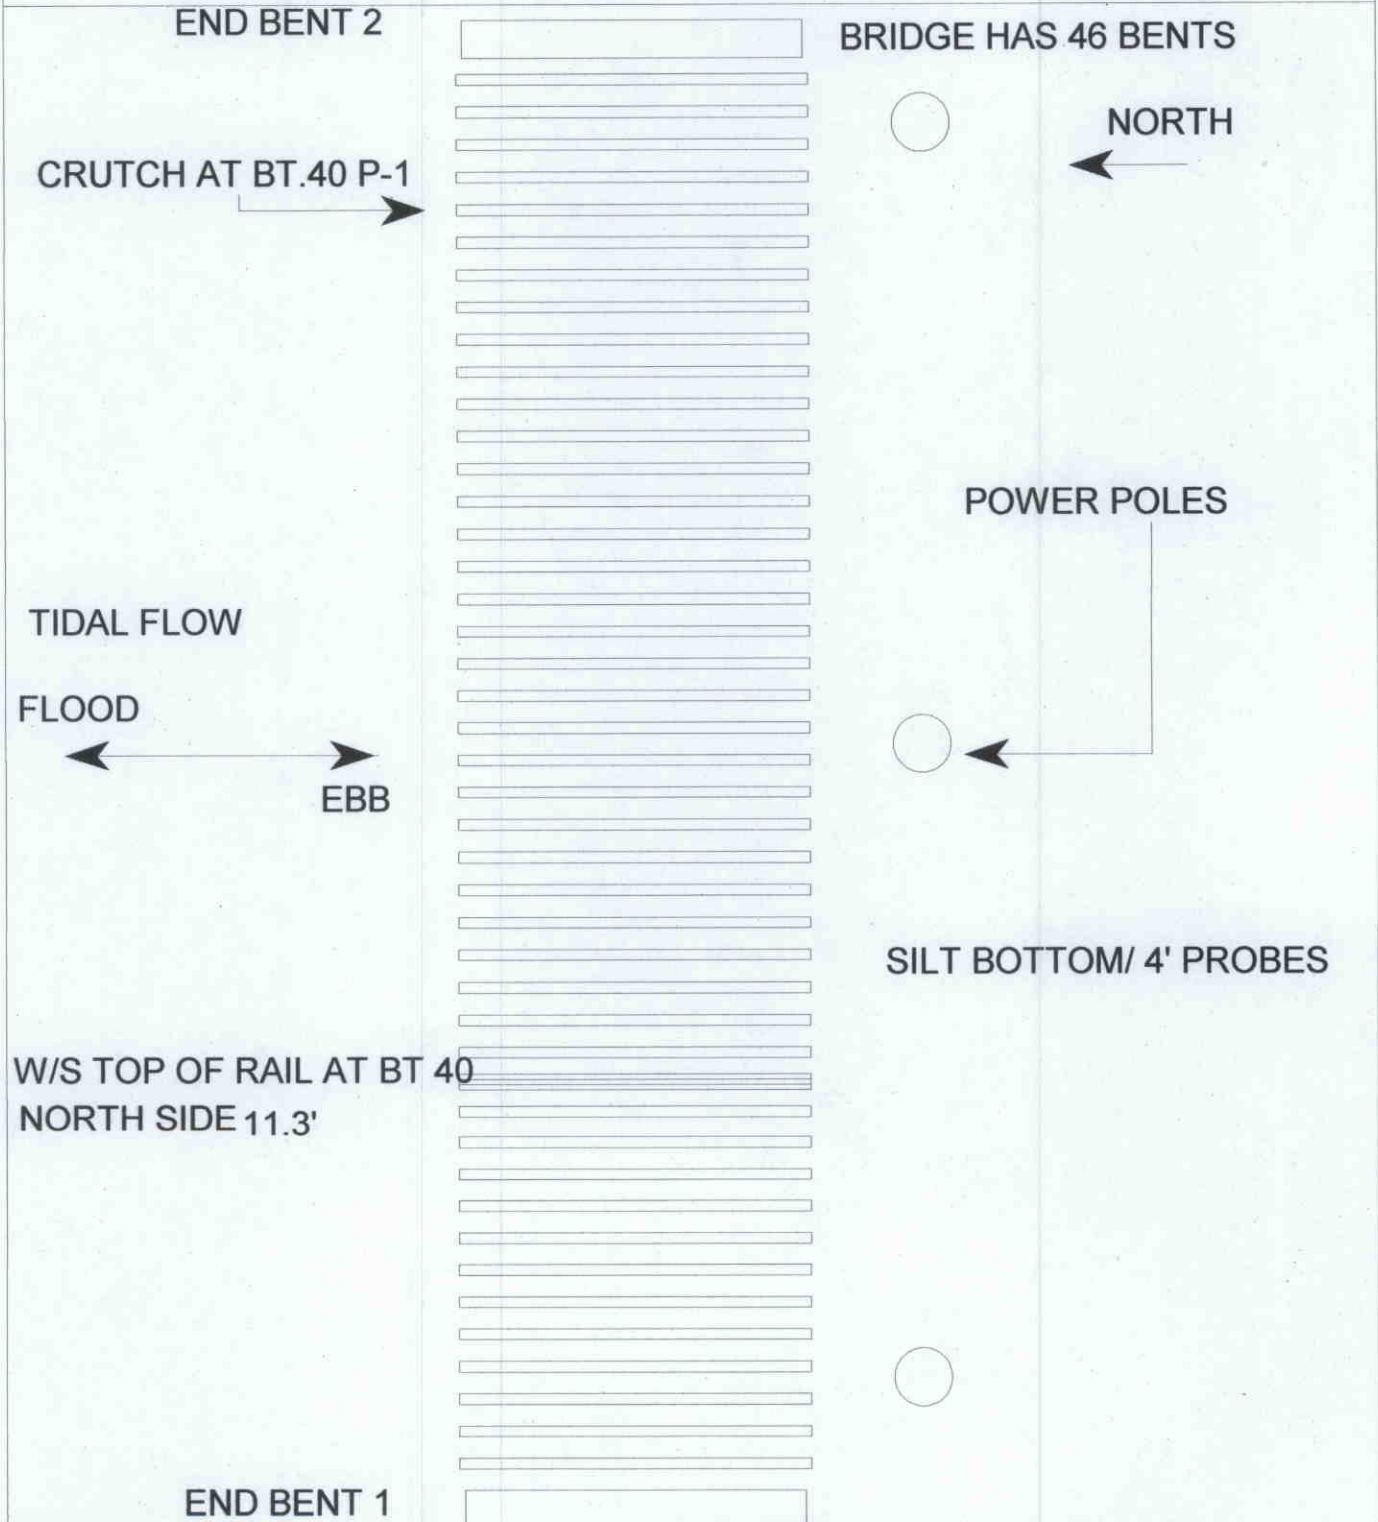 END BENT 2
BRIDGE HAS 46 BENTS
NORTH
CRUTCH AT BT.40 P-1
POWER POLES
TIDAL FLOW
FLOOD
EBB
SILT BOTTOM/ 4' PROBES
W/S TOP OF RAIL AT BT 40
NORTH SIDE 11.3'
END BENT 1